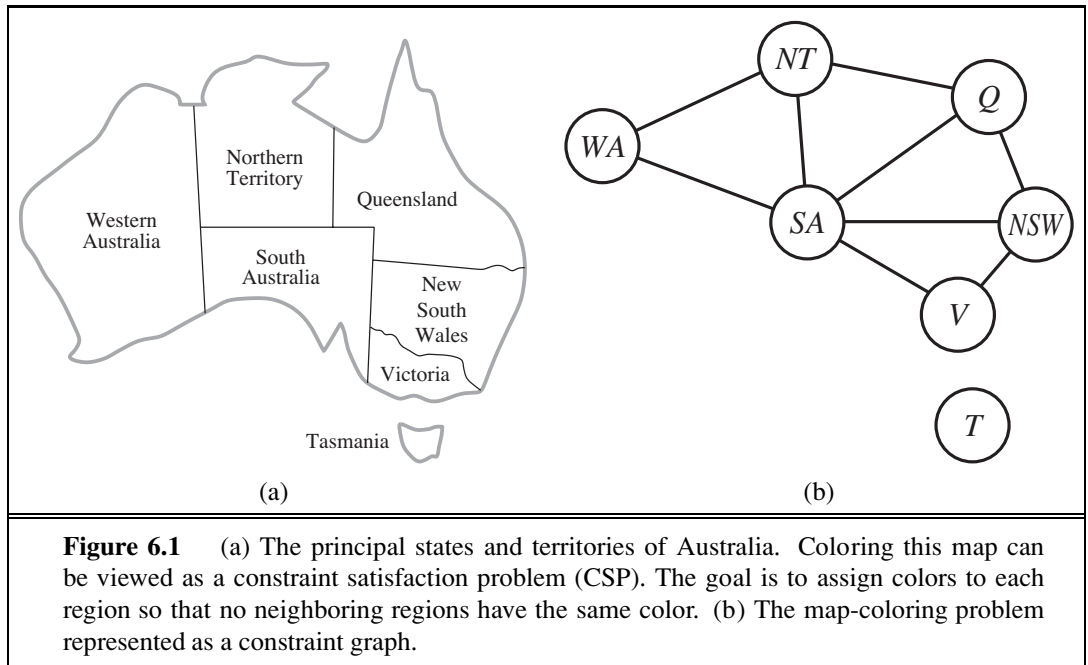 Northern
Territory
Western
Australia
South
Australia
Queensland
New
South
Wales
Victoria
Tasmania
(a)
NT
Q
WA
SA
NSW
V
T
(b)
Figure 6.1 (a) The principal states and territories of Australia. Coloring this map can
be viewed as a constraint satisfaction problem (CSP). The goal is to assign colors to each
region so that no neighboring regions have the same color. (b) The map-coloring problem
represented as a constraint graph.